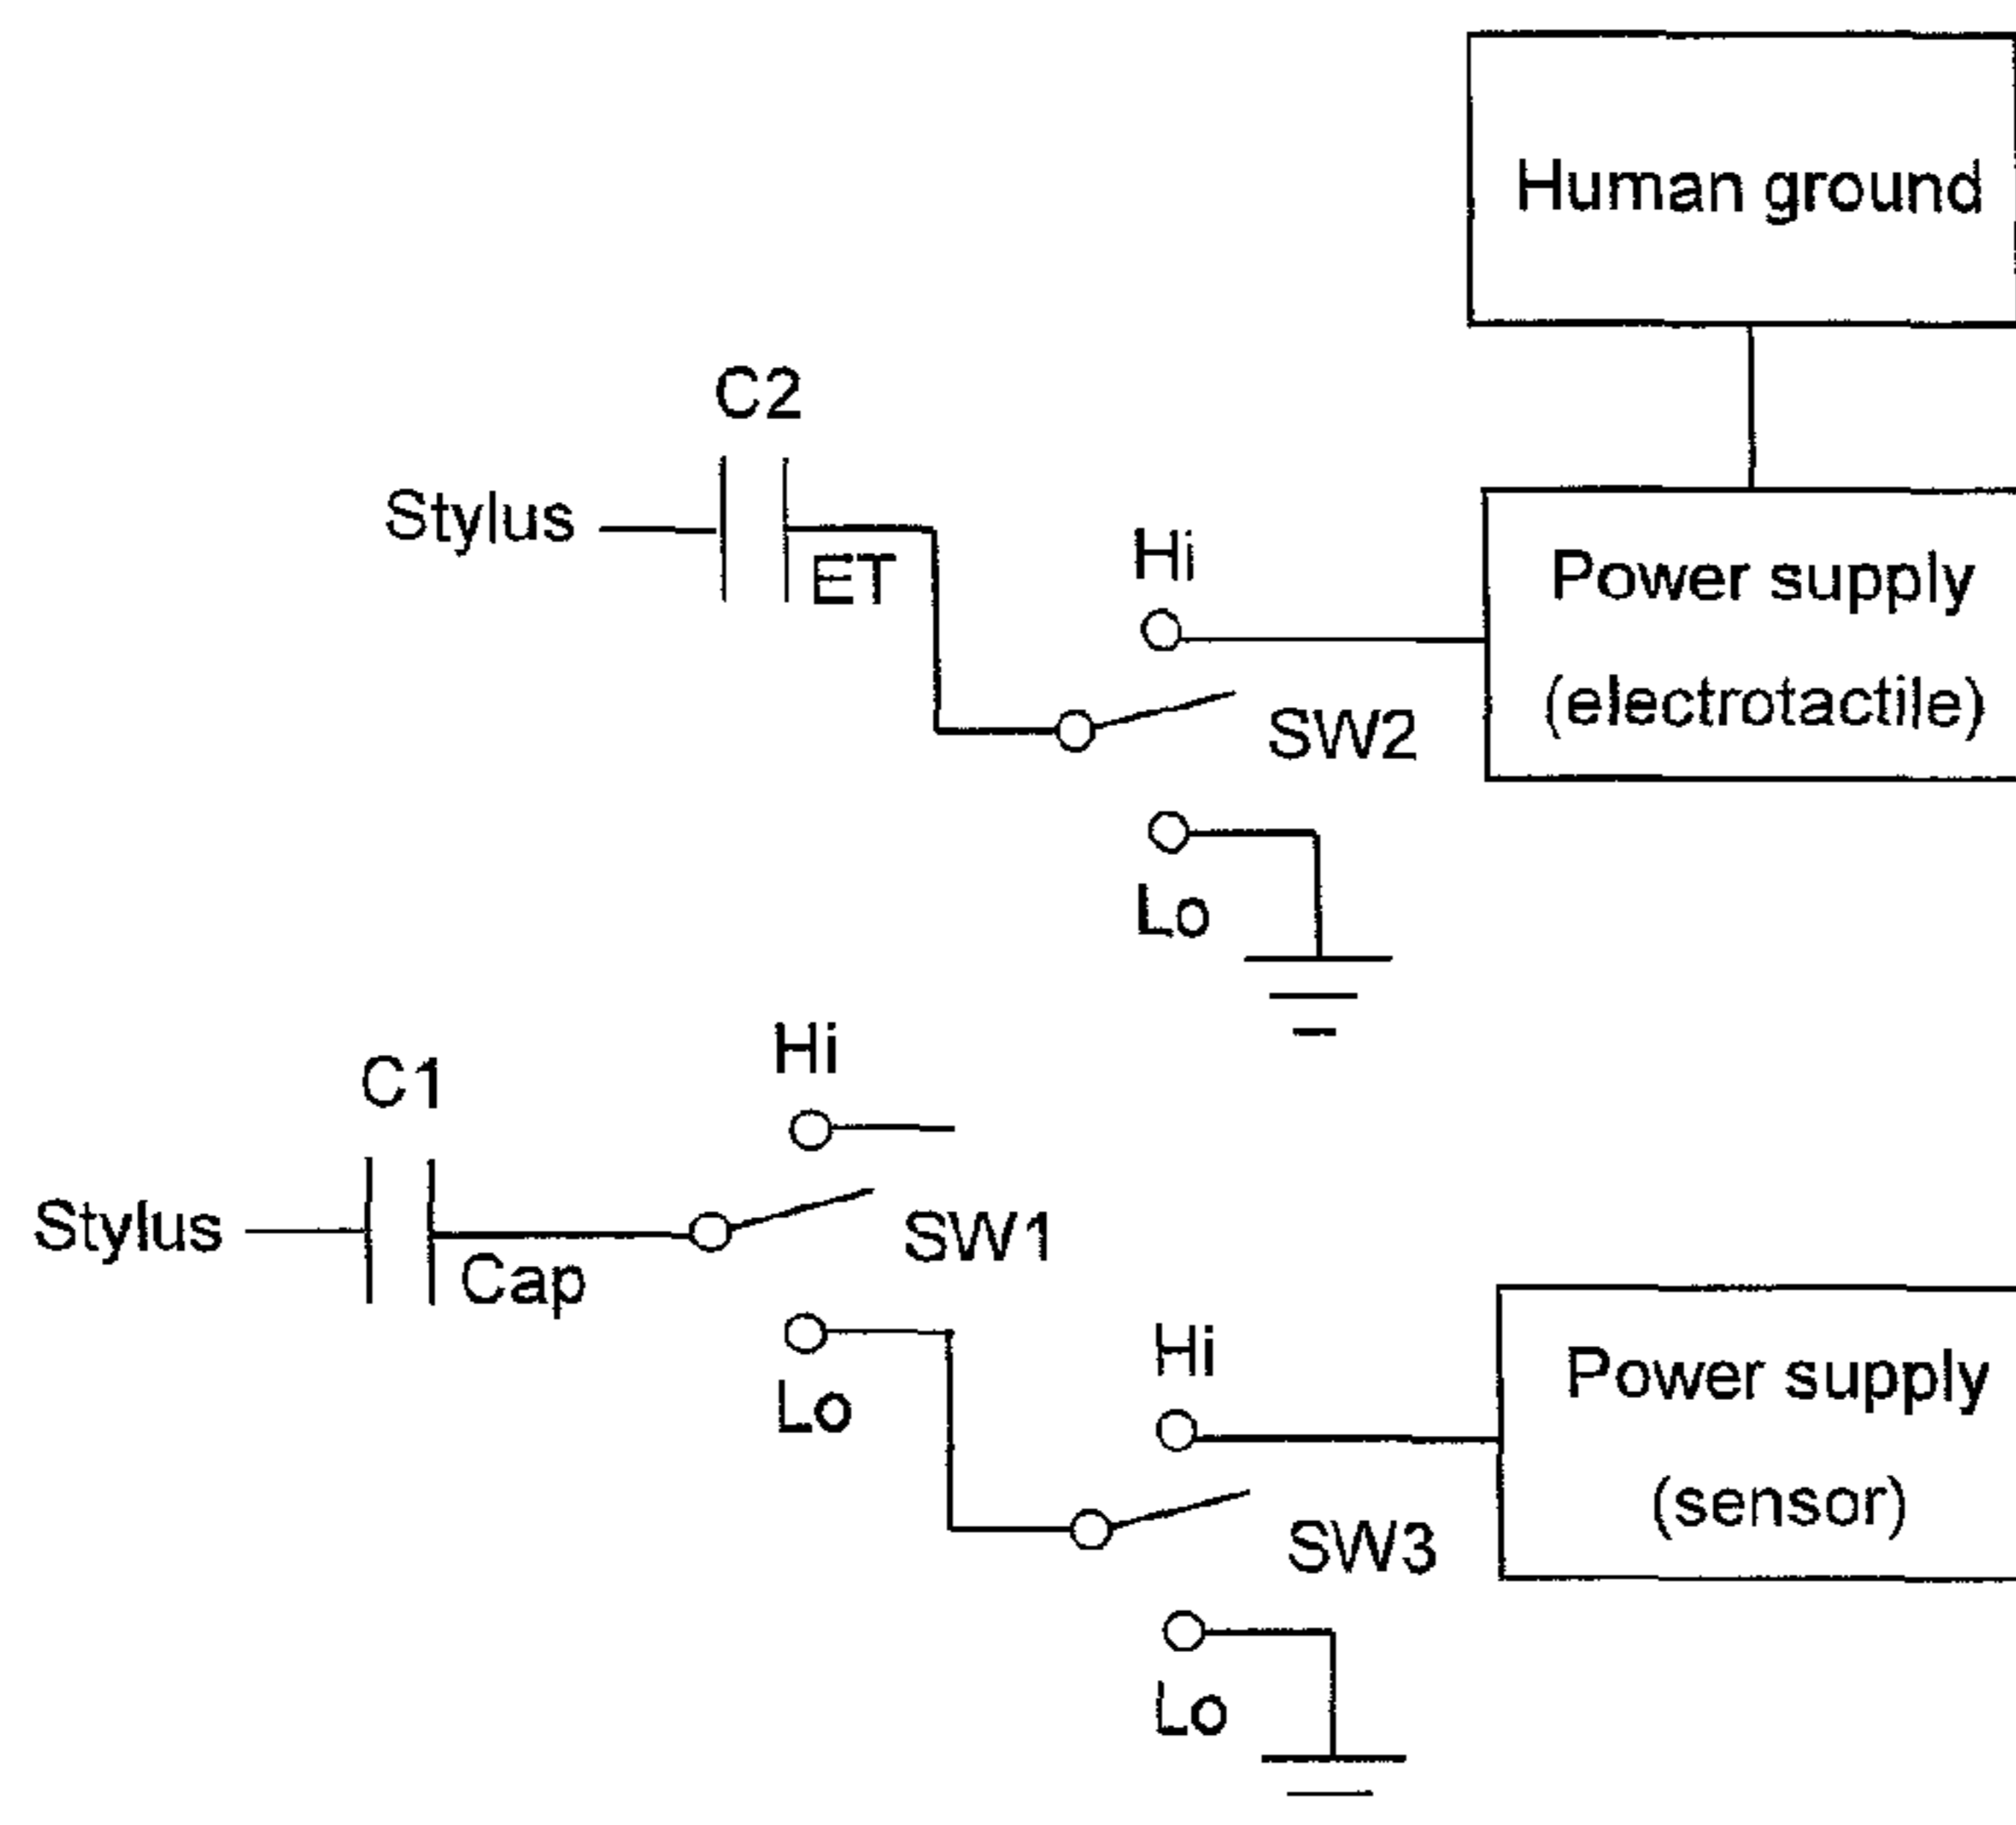 Human ground
C2
Stylus
ET
Hi
Power supply
(electrotactile)
SW2
Lo
Hi
C1
Stylus
Cap
SW1
Lo
Hi
Power supply
(sensor)
SW3
Lo